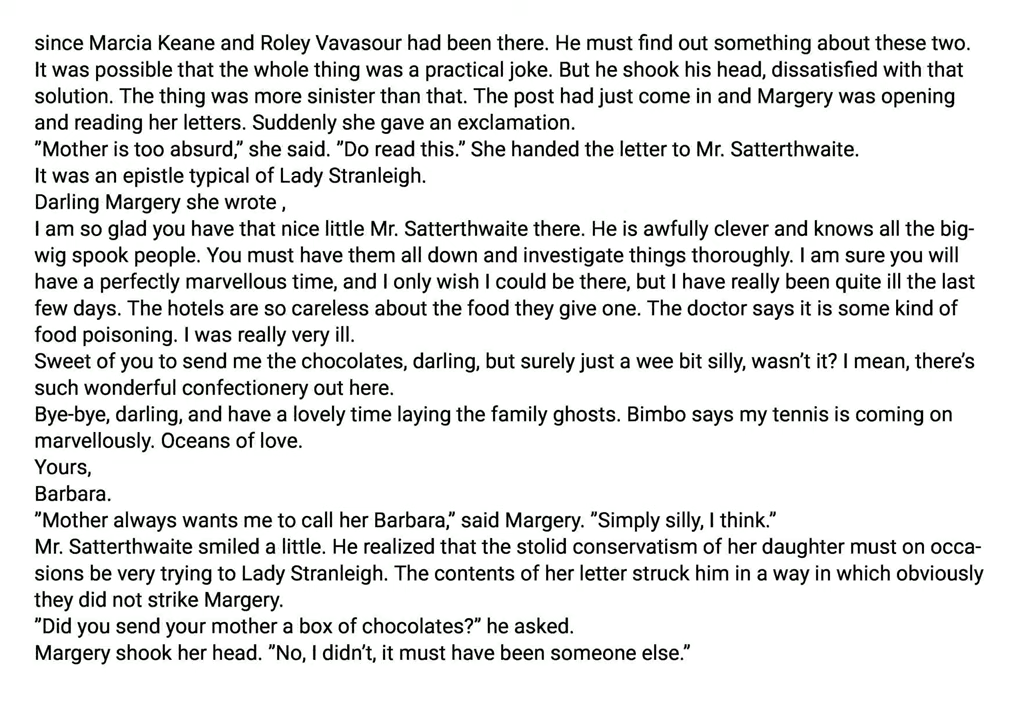 since Marcia Keane and Roley Vavasour had been there. He must find out something about these two.
It was possible that the whole thing was a practical joke. But he shook his head, dissatisfied with that
solution. The thing was more sinister than that. The post had just come in and Margery was opening
and reading her letters. Suddenly she gave an exclamation.
”Mother is too absurd,” she said. ”Do read this.” She handed the letter to Mr. Satterthwaite.
It was an epistle typical of Lady Stranleigh.
Darling Margery she wrote ,
I am so glad you have that nice little Mr. Satterthwaite there. He is awfully clever and knows all the big-
wig spook people. You must have them all down and investigate things thoroughly. I am sure you will
have a perfectly marvellous time, and I only wish I could be there, but I have really been quite ill the last
few days. The hotels are so careless about the food they give one. The doctor says it is some kind of
food poisoning. I was really very ill.
Sweet of you to send me the chocolates, darling, but surely just a wee bit silly, wasn’t it? I mean, there’s
such wonderful confectionery out here.
Bye-bye, darling, and have a lovely time laying the family ghosts. Bimbo says my tennis is coming on
marvellously. Oceans of love.
Yours,
Barbara.
”Mother always wants me to call her Barbara,” said Margery. ”Simply silly, I think.”
Mr. Satterthwaite smiled a little. He realized that the stolid conservatism of her daughter must on occa-
sions be very trying to Lady Stranleigh. The contents of her letter struck him in a way in which obviously
they did not strike Margery.
”Did you send your mother a box of chocolates?” he asked.
Margery shook her head. ”No, I didn’t, it must have been someone else.”